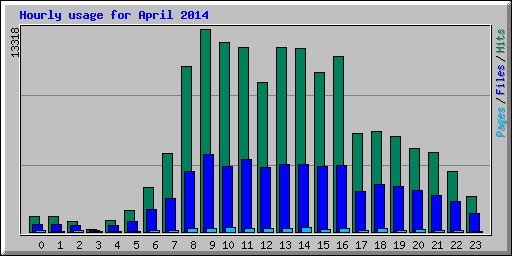 Hourly usage for April 2014
13318
Pages/Files/Hits
0 1 2 3 4 5 6 7 8 9 10 11 12 13 14 15 16 17 18 19 20 21 22 23